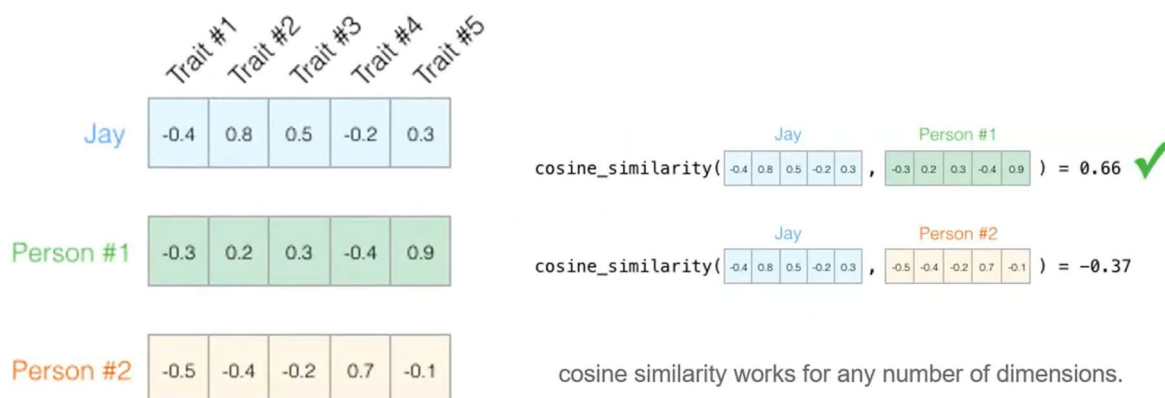 Trait #1 Trait #2 Trait #3 Trait #4 Trait #5
Jay -0.4 0.8 0.5 -0.2 0.3
Person #1 -0.3 0.2 0.3 -0.4 0.9
Person #2 -0.5 -0.4 -0.2 0.7 -0.1
Jay Person #1
cosine_similarity( -0.4 0.8 0.5 -0.2 0.3 , -0.3 0.2 0.3 -0.4 0.9 ) = 0.66
Jay Person #2
cosine_similarity( -0.4 0.8 0.5 -0.2 0.3 , -0.5 -0.4 -0.2 0.7 -0.1 ) = -0.37
cosine similarity works for any number of dimensions.